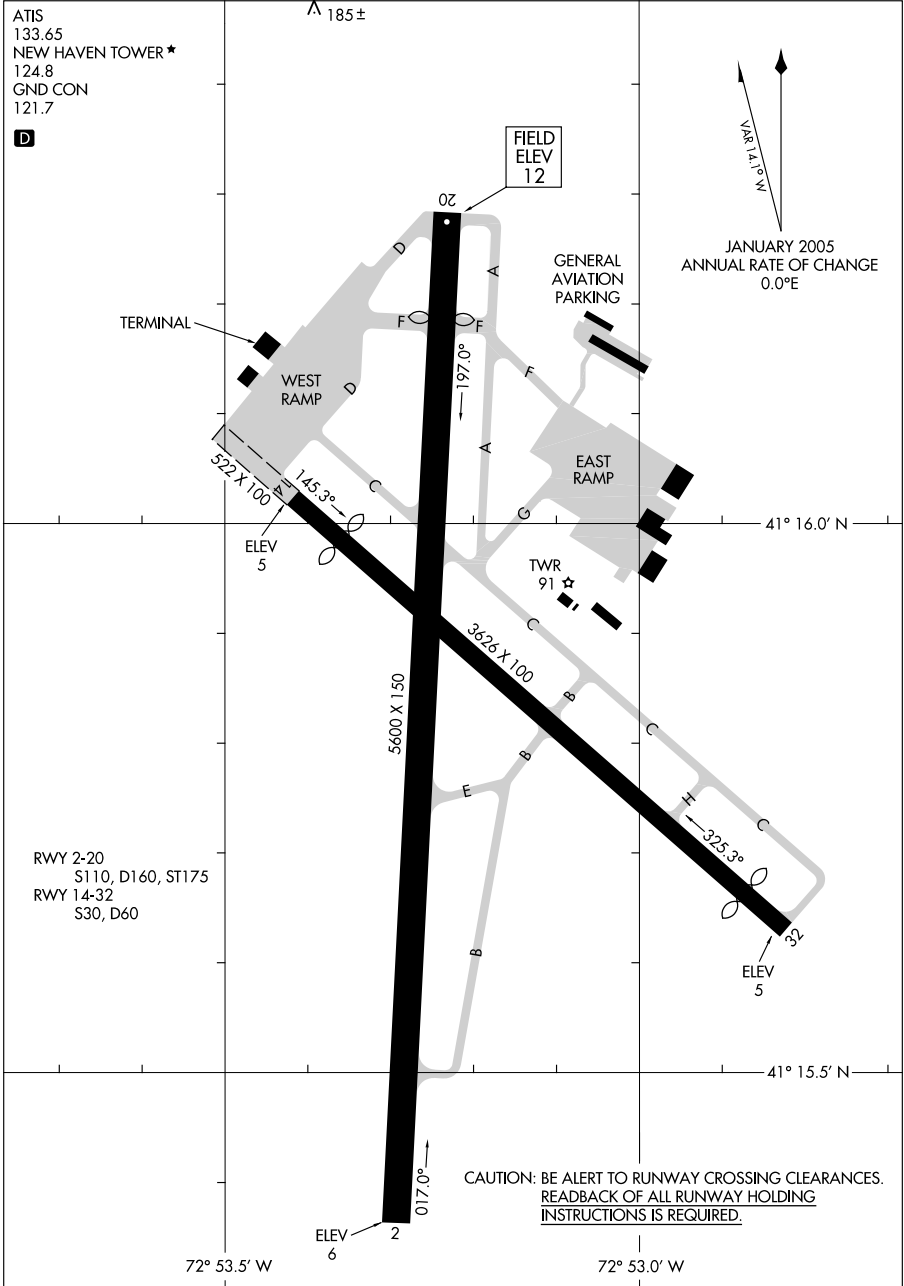 ATIS
133.65
NEW HAVEN TOWER★
124.8
GND CON
121.7
D
185±
FIELD
ELEV
12
VAR 14.1° W
JANUARY 2005
ANNUAL RATE OF CHANGE
0.0°E
20
D
A
GENERAL
AVIATION
PARKING
TERMINAL
F
F
197.0°
WEST
RAMP
D
F
A
EAST
RAMP
522 X 100
145.3°
C
G
ELEV
5
41° 16.0' N
TWR
91
C
3626 X 100
5600 X 150
B
C
B
E
H
C
325.3°
RWY 2-20
S110, D160, ST175
RWY 14-32
S30, D60
32
B
ELEV
5
41° 15.5' N
017.0°
CAUTION: BE ALERT TO RUNWAY CROSSING CLEARANCES.
READBACK OF ALL RUNWAY HOLDING
INSTRUCTIONS IS REQUIRED.
2
ELEV
6
72° 53.5' W
72° 53.0' W